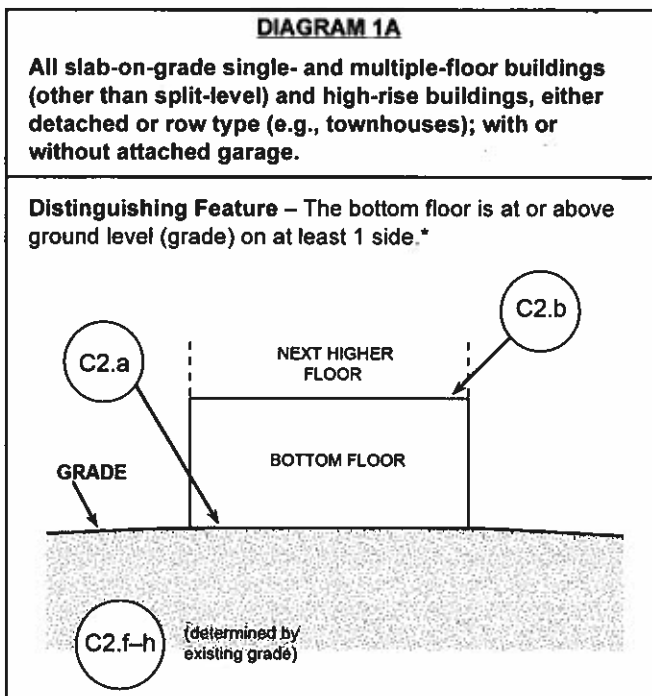 DIAGRAM 1A
All slab-on-grade single- and multiple-floor buildings
(other than split-level) and high-rise buildings, either
detached or row type (e.g., townhouses); with or
without attached garage.
Distinguishing Feature – The bottom floor is at or above
ground level (grade) on at least 1 side.*
C2.b
C2.a
NEXT HIGHER
FLOOR
BOTTOM FLOOR
GRADE
C2.f–h
(determined by
existing grade)